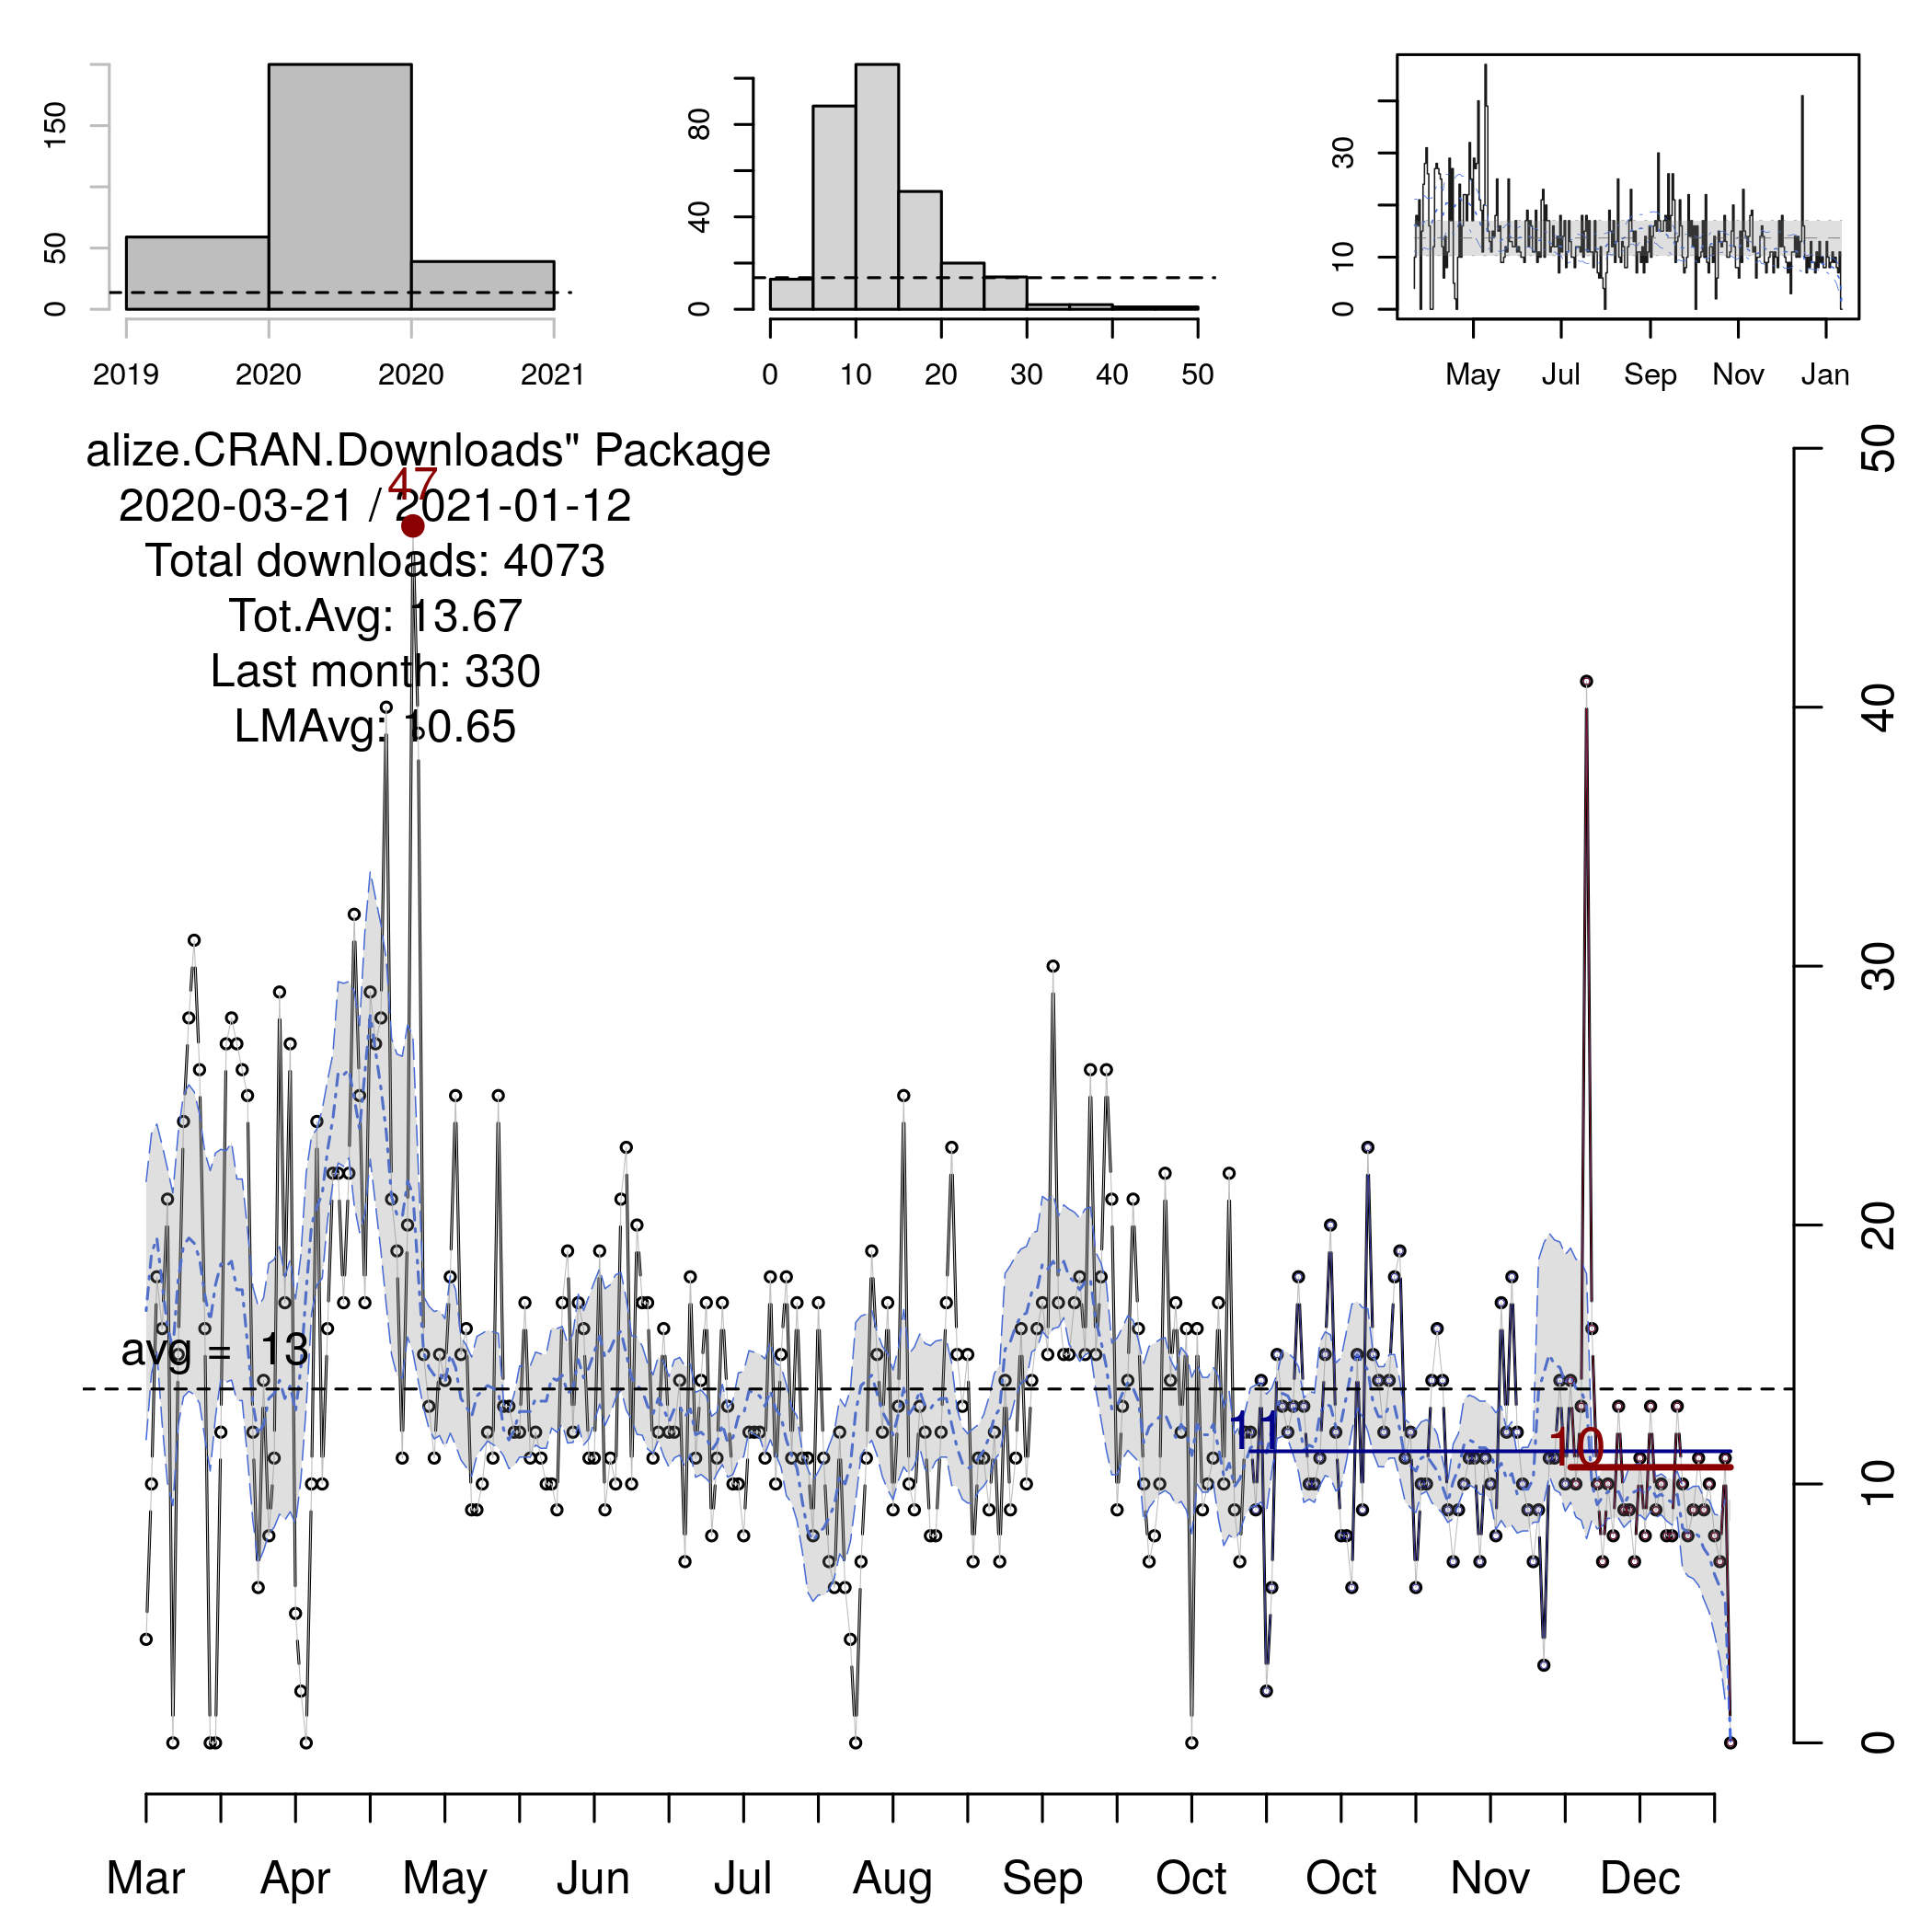 150
50
0
2019 2020 2020 2021
80
40
0
0 10 20 30 40 50
30
10
0
May Jul Sep Nov Jan
alize.CRAN.Downloads" Package
47
2020-03-21 / 2021-01-12
Total downloads: 4073
Tot.Avg: 13.67
Last month: 330
LMAvg: 10.65
avg = 13
11
10
50
40
30
20
10
0
Mar Apr May Jun Jul Aug Sep Oct Oct Nov Dec